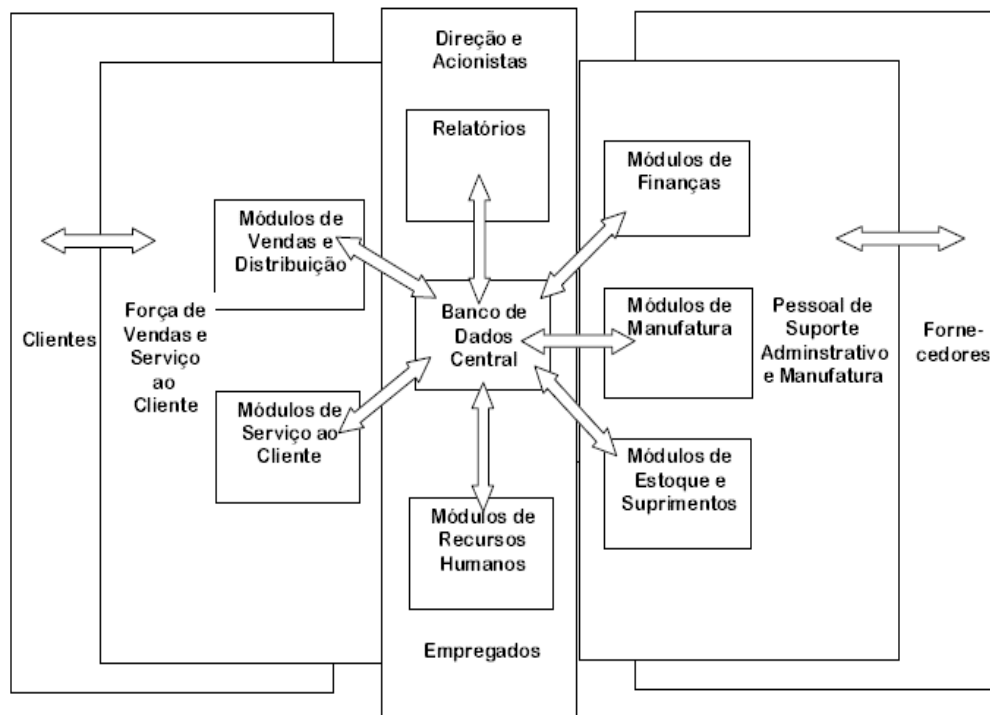 Direção e
Acionistas
Relatórios
Módulos de
Finanças
Módulos de
Vendas e
Distribuição
Clientes
Força de
Vendas e
Serviço
ao
Cliente
Banco de
Dados
Central
Módulos de
Manufatura
Pessoal de
Suporte
Adminstrativo
e Manufatura
Forne-
cedores
Módulos de
Serviço ao
Cliente
Módulos de
Estoque e
Suprimentos
Módulos de
Recursos
Humanos
Empregados